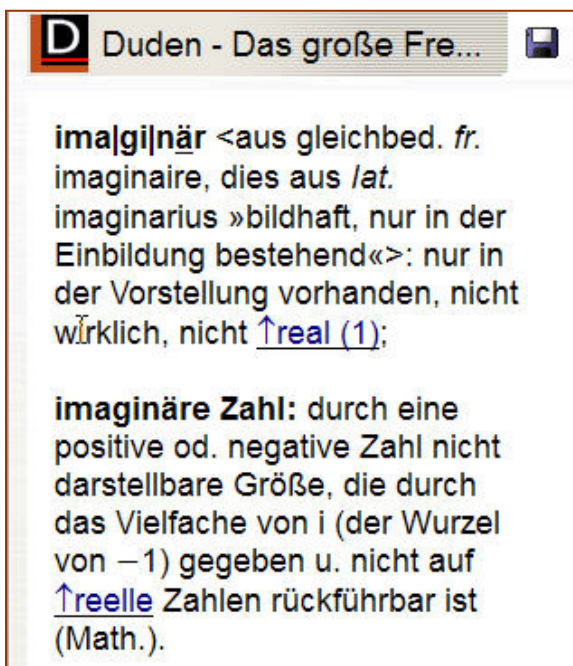 D Duden - Das große Fre...
ima|gi|när <aus gleichbed. fr.
imaginaire, dies aus lat.
imaginarius »bildhaft, nur in der
Einbildung bestehend«>: nur in
der Vorstellung vorhanden, nicht
wirklich, nicht ↑real (1);
imaginäre Zahl: durch eine
positive od. negative Zahl nicht
darstellbare Größe, die durch
das Vielfache von i (der Wurzel
von −1) gegeben u. nicht auf
↑reelle Zahlen rückführbar ist
(Math.).